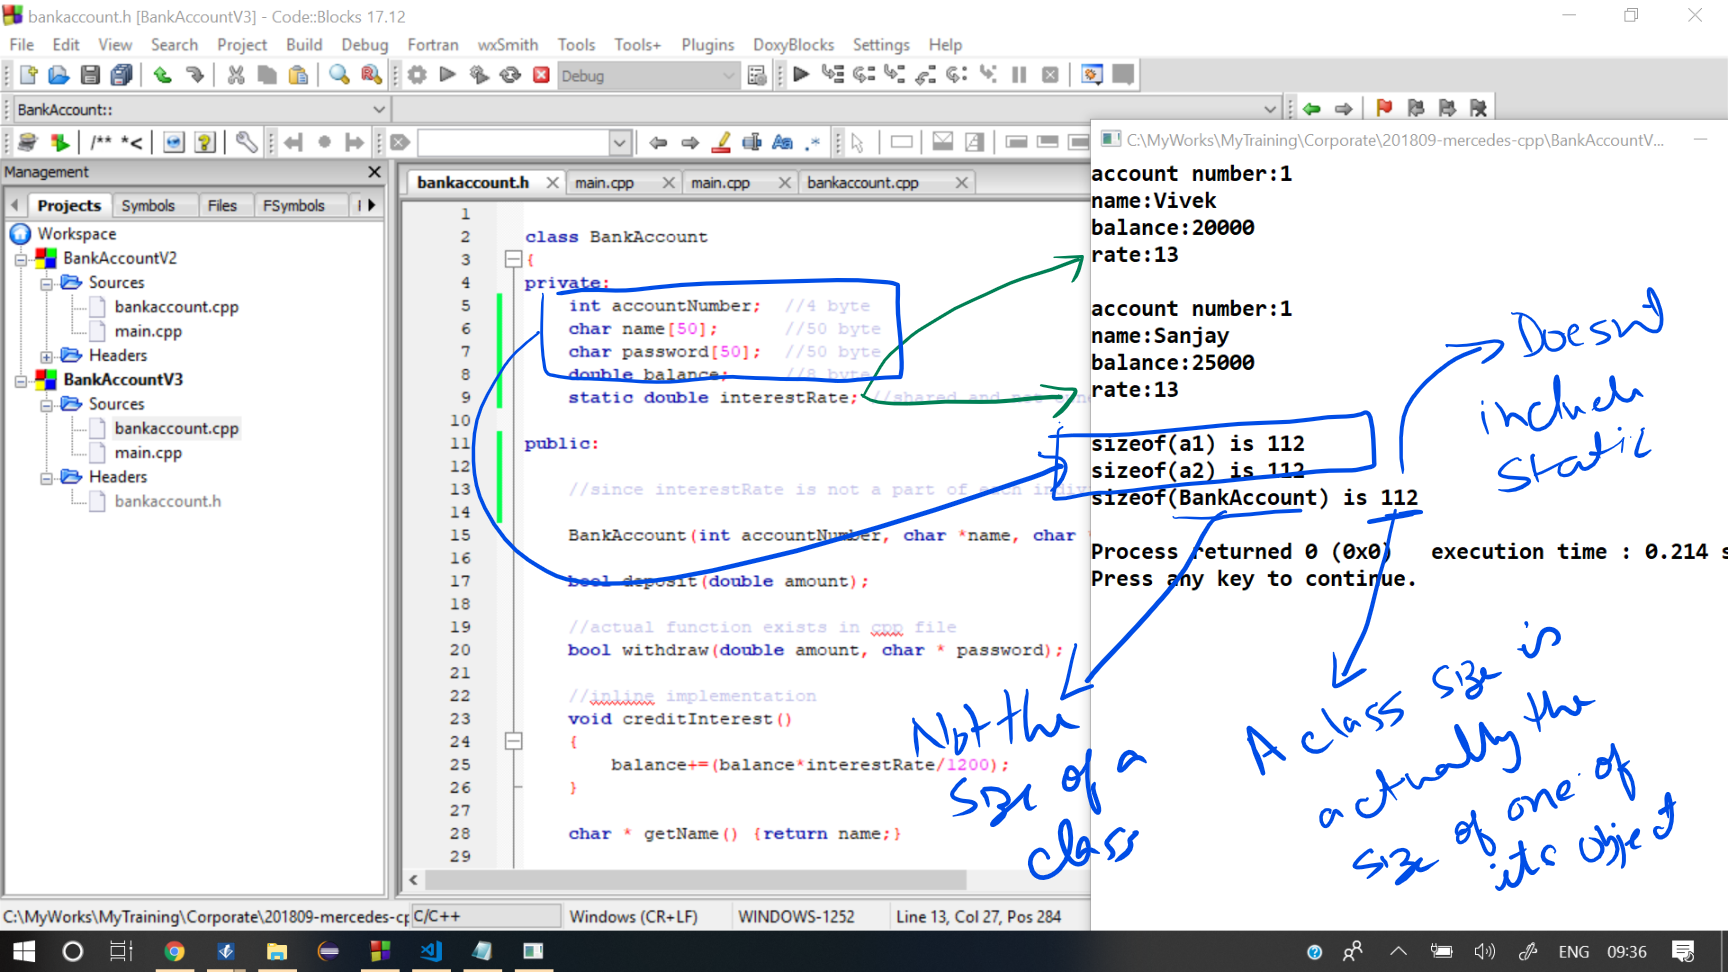 bankaccount.h [BankAccountV3] - Code::Blocks 17.12
File Edit View Search Project Build Debug Fortran wxSmith Tools Tools+ Plugins DoxyBlocks Settings Help
Debug
BankAccount::
/** *<
Management
Projects Symbols Files FSymbols
Workspace
BankAccountV2
Sources
bankaccount.cpp
main.cpp
Headers
BankAccountV3
Sources
bankaccount.cpp
main.cpp
Headers
bankaccount.h
bankaccount.h main.cpp main.cpp bankaccount.cpp
1
2 class BankAccount
3 {
4 private:
5 int accountNumber; //4 byte
6 char name[50]; //50 byte
7 char password[50]; //50 byte
8 double balance; //8 byte
9 static double interestRate; //shared and not
10
11 public:
12
13 //since interestRate is not a part of each
14
15 BankAccount(int accountNumber, char *name, char
16
17 bool deposit(double amount);
18
19 //actual function exists in cpp file
20 bool withdraw(double amount, char * password);
21
22 //inline implementation
23 void creditInterest()
24 {
25 balance+=(balance*interestRate/1200);
26 }
27
28 char * getName() {return name;}
29
C:\MyWorks\MyTraining\Corporate\201809-mercedes-cpp\BankAccountV...
account number:1
name:Vivek
balance:20000
rate:13
account number:1
name:Sanjay
balance:25000
rate:13
sizeof(a1) is 112
sizeof(a2) is 112
sizeof(BankAccount) is 112
Process returned 0 (0x0) execution time : 0.214 s
Press any key to continue.
Doesnt
include
static
Not the
size of a
class
A class size is
actually the
size of one of
its object
C:\MyWorks\MyTraining\Corporate\201809-mercedes-cp C/C++ Windows (CR+LF) WINDOWS-1252 Line 13, Col 27, Pos 284
ENG 09:36